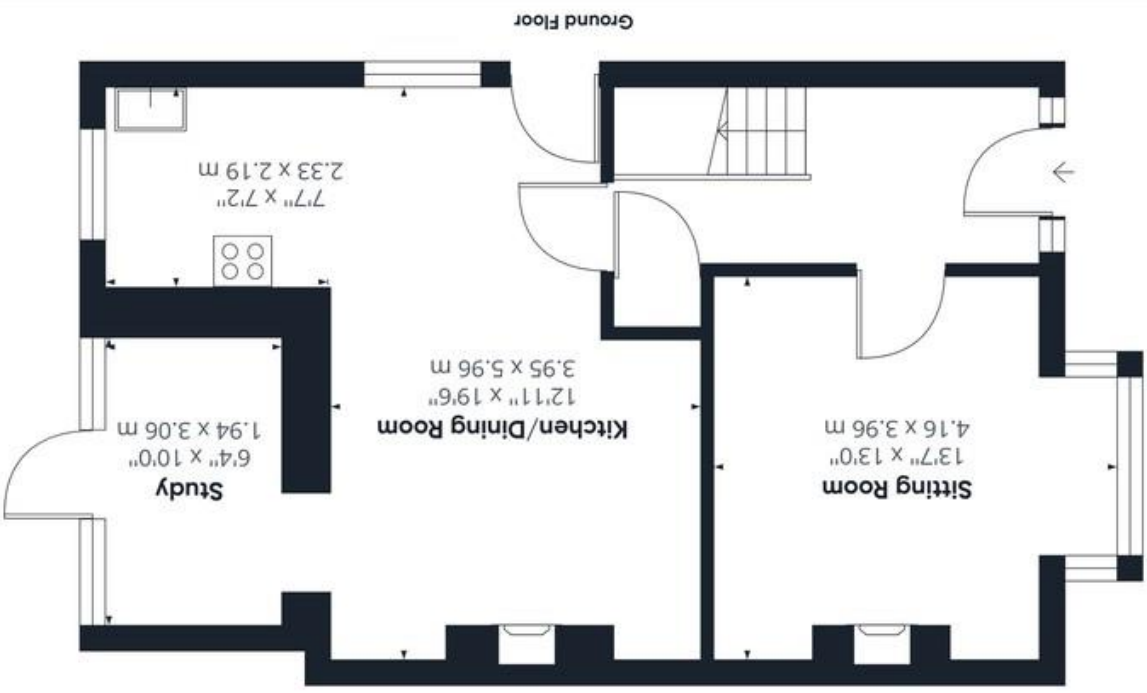 Sitting Room
13'7" x 13'0"
4.16 x 3.96 m
Study
6'4" x 10'0"
1.94 x 3.06 m
Kitchen/Dining Room
12'11" x 19'6"
3.95 x 5.96 m
7'7" x 7'2"
2.33 x 2.19 m
Ground Floor